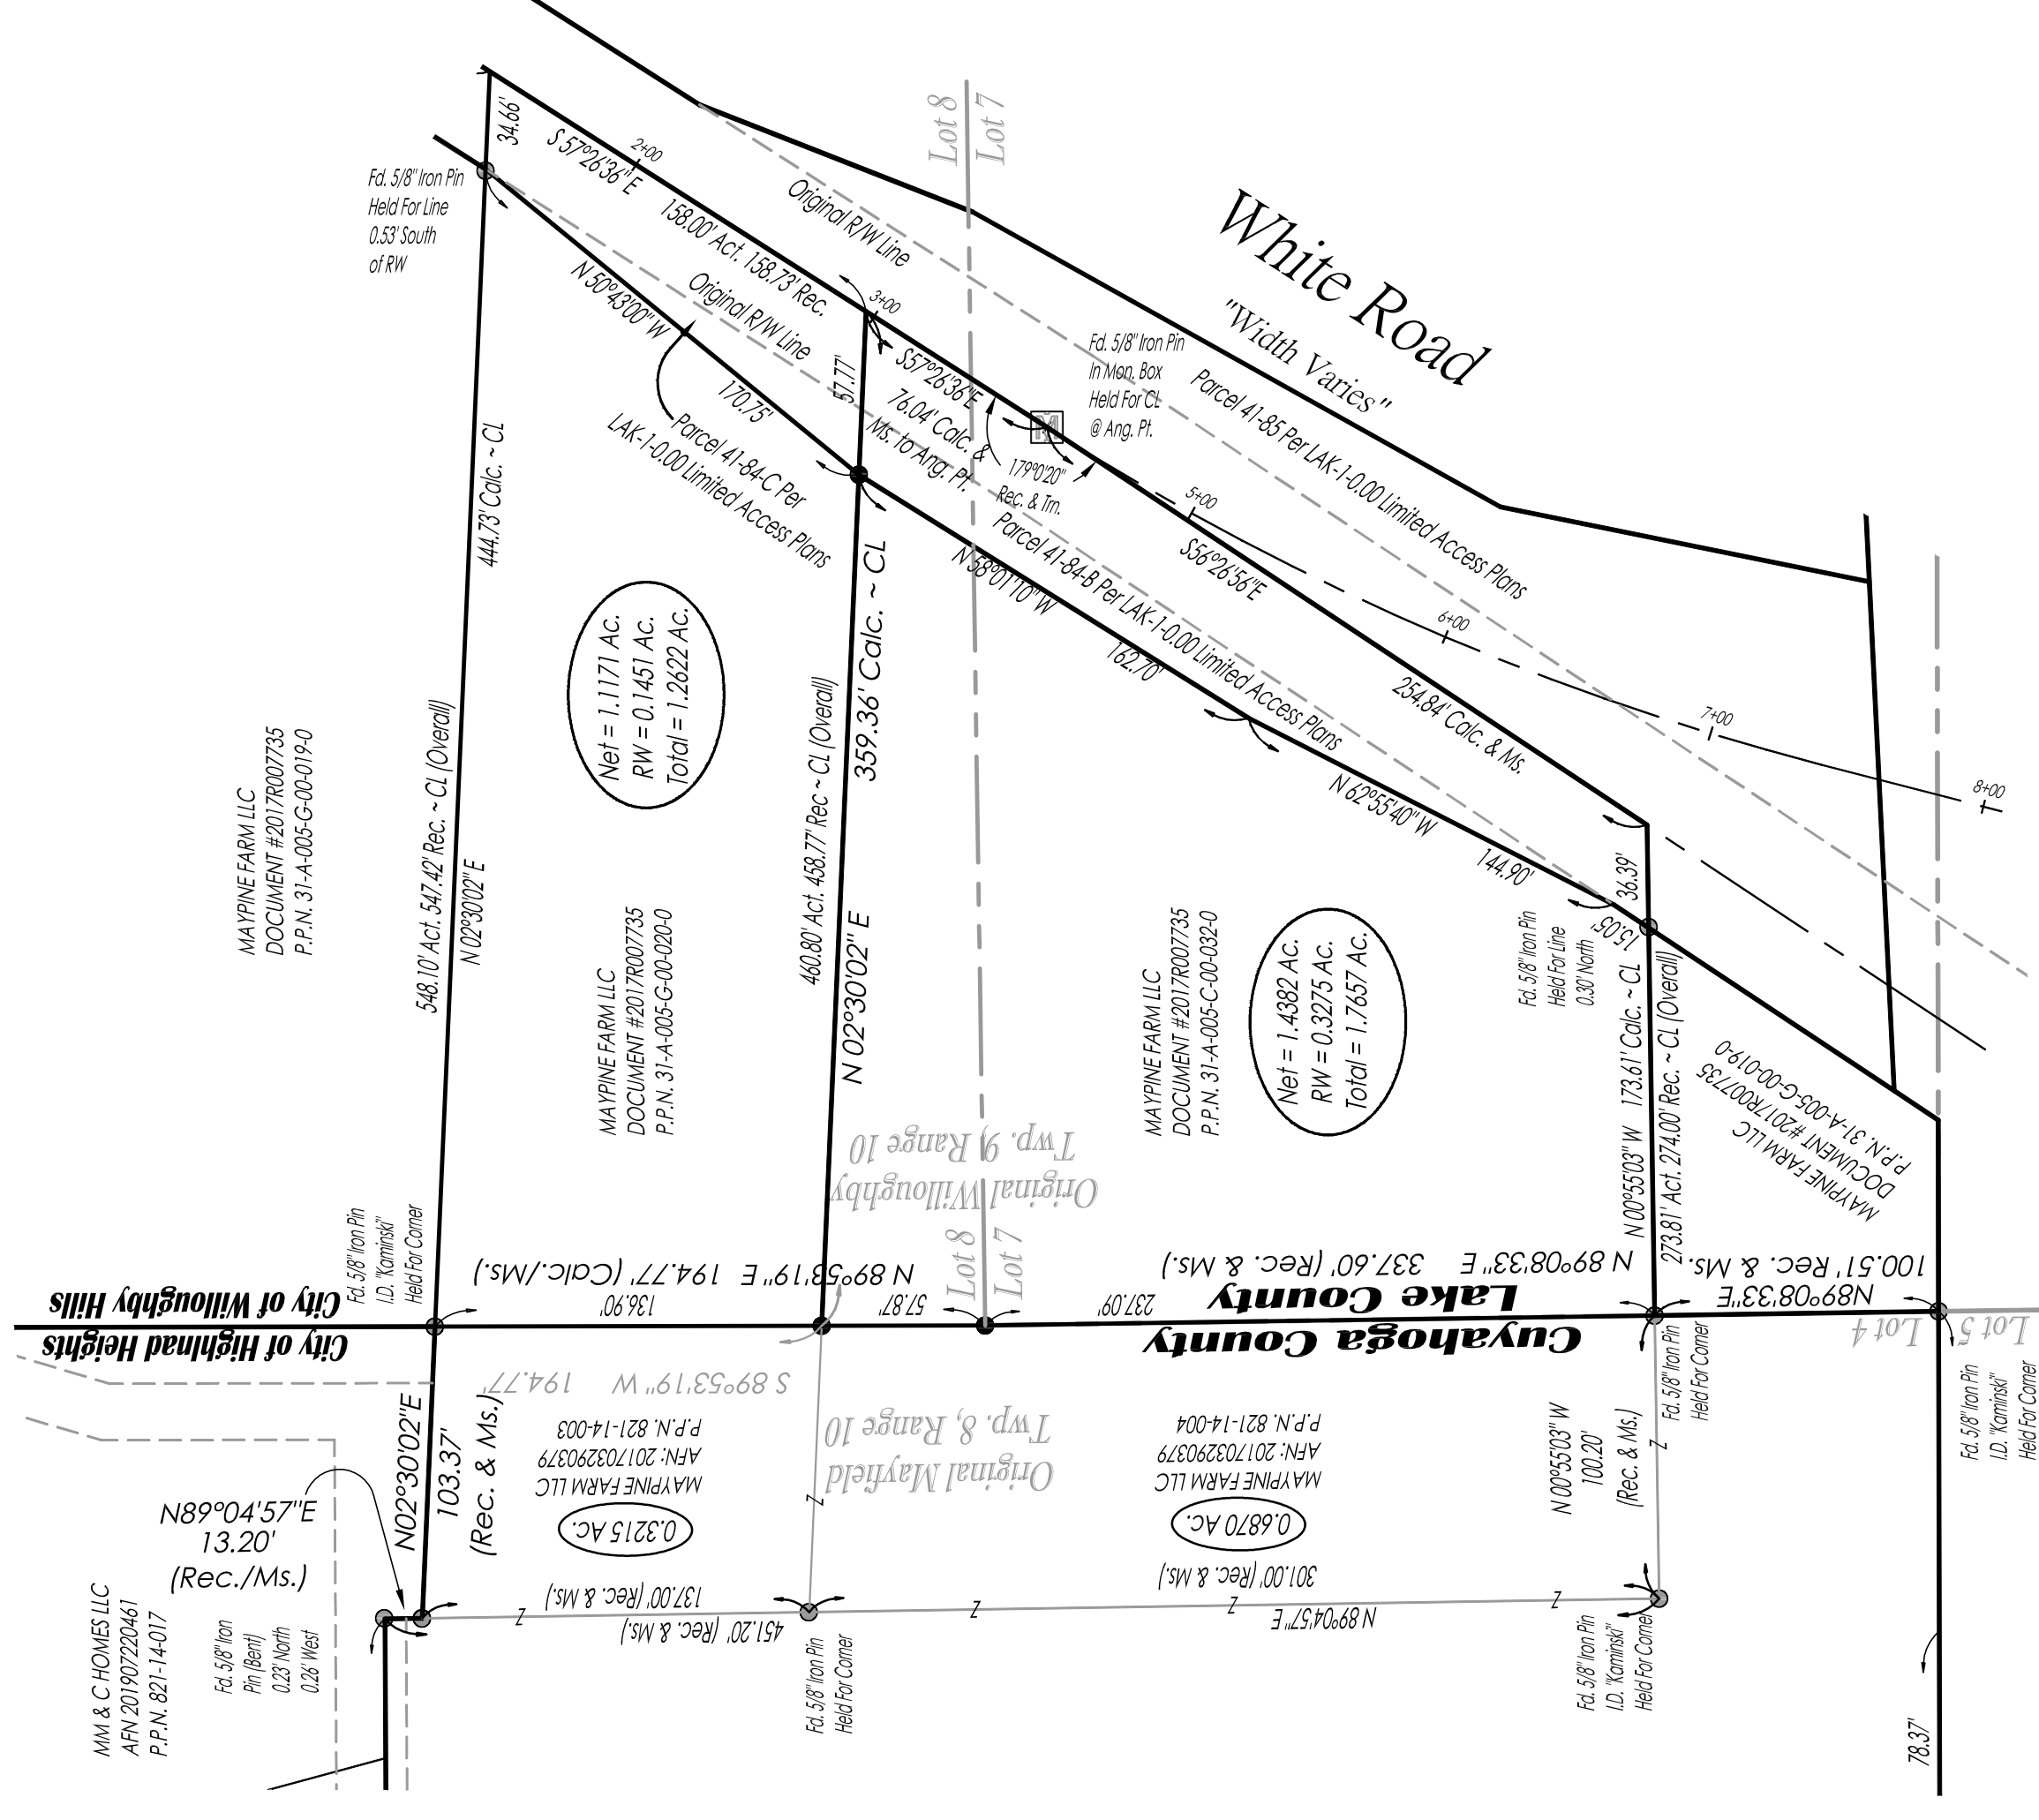 34.66'
S 57°26'36"E
2+00
158.00' Act. 158.73' Rec.
Original R/W Line
Lot 8
Lot 7
White Road
"Width Varies"
Fd. 5/8" Iron Pin
Held For Line
0.53' South
of RW
N 50°43'00" W
170.75'
Original R/W Line
57.77'
3+00
S57°26'36"E
76.04' Calc. &
Ms. to Ang. Pt.
Fd. 5/8" Iron Pin
In Mon. Box
Held For CL
@ Ang. Pt.
M
179°0'20"
Rec. & Trn.
Parcel 41-85 Per LAK-1-0.00 Limited Access Plans
Parcel 41-84-C Per
LAK-1-0.00 Limited Access Plans
444.73' Calc. ~ CL
5+00
S56°26'56"E
6+00
254.84' Calc. & Ms.
7+00
8+00
Parcel 41-84-B Per LAK-1-0.00 Limited Access Plans
N 58°01'10" W
162.70'
N 62°55'40" W
144.90'
36.39'
15.05'
Net = 1.1171 Ac.
RW = 0.1451 Ac.
Total = 1.2622 Ac.
359.36' Calc. ~ CL
460.80' Act. 458.77' Rec ~ CL (Overall)
N 02°30'02" E
548.10' Act. 547.42' Rec. ~ CL (Overall)
N 02°30'02" E
MAYPINE FARM LLC
DOCUMENT #2017R007735
P.P.N. 31-A-005-G-00-019-0
MAYPINE FARM LLC
DOCUMENT #2017R007735
P.P.N. 31-A-005-G-00-020-0
MAYPINE FARM LLC
DOCUMENT #2017R007735
P.P.N. 31-A-005-C-00-032-0
Net = 1.4382 Ac.
RW = 0.3275 Ac.
Total = 1.7657 Ac.
Fd. 5/8" Iron Pin
Held For Line
0.30' North
N 00°55'03" W 173.61' Calc. ~ CL
273.81' Act. 274.00' Rec. ~ CL (Overall)
MAYPINE FARM LLC
DOCUMENT #2017R007735
P.P.N. 31-A-005-G-00-019-0
Original Willoughby
Twp. 9, Range 10
Lot 8
Lot 7
Fd. 5/8" Iron Pin
I.D. "Kaminski"
Held For Corner
N 89°53'19" E 194.77' (Calc./Ms.)
136.90'
57.87'
N 89°08'33" E 337.60' (Rec. & Ms.)
237.09'
N89°08'33"E
100.51' Rec. & Ms.
City of Willoughby Hills
City of Highlnad Heights
Lake County
Cuyahoga County
Lot 4
Lot 5
S 89°53'19" W 194.77'
N02°30'02"E
103.37'
(Rec. & Ms.)
MAYPINE FARM LLC
AFN: 201703290379
P.P.N. 821-14-003
0.3215 Ac.
Original Mayfield
Twp. 8, Range 10
MAYPINE FARM LLC
AFN: 201703290379
P.P.N. 821-14-004
0.6870 Ac.
N 00°55'03" W
100.20'
(Rec. & Ms.)
Fd. 5/8" Iron Pin
Held For Corner
Fd. 5/8" Iron Pin
I.D. "Kaminski"
Held For Corner
N89°04'57"E
13.20'
(Rec./Ms.)
137.00' (Rec. & Ms.)
451.20' (Rec. & Ms.)
301.00' (Rec. & Ms.)
N 89°04'57" E
Z
Z
Z
Z
Z
Z
MM & C HOMES LLC
AFN 201907220461
P.P.N. 821-14-017
Fd. 5/8" Iron
Pin (Bent)
0.23' North
0.26' West
Fd. 5/8" Iron Pin
Held For Corner
Fd. 5/8" Iron Pin
I.D. "Kaminski"
Held For Corner
78.37'